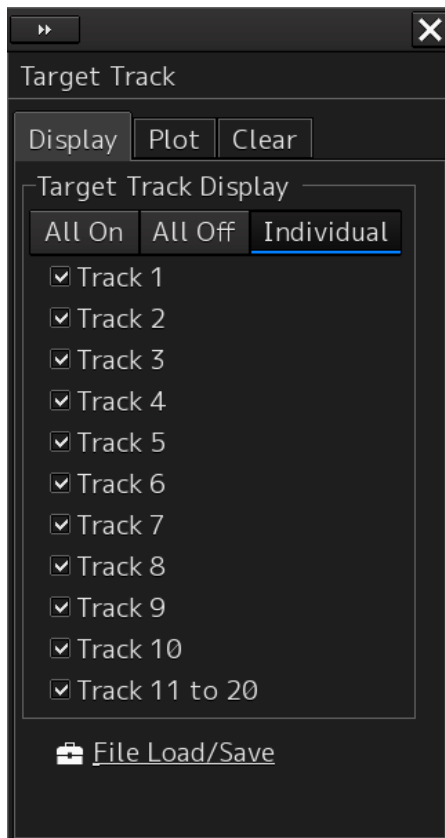 Target Track
Display Plot Clear
Target Track Display
All On All Off Individual
Track 1
Track 2
Track 3
Track 4
Track 5
Track 6
Track 7
Track 8
Track 9
Track 10
Track 11 to 20
File Load/Save